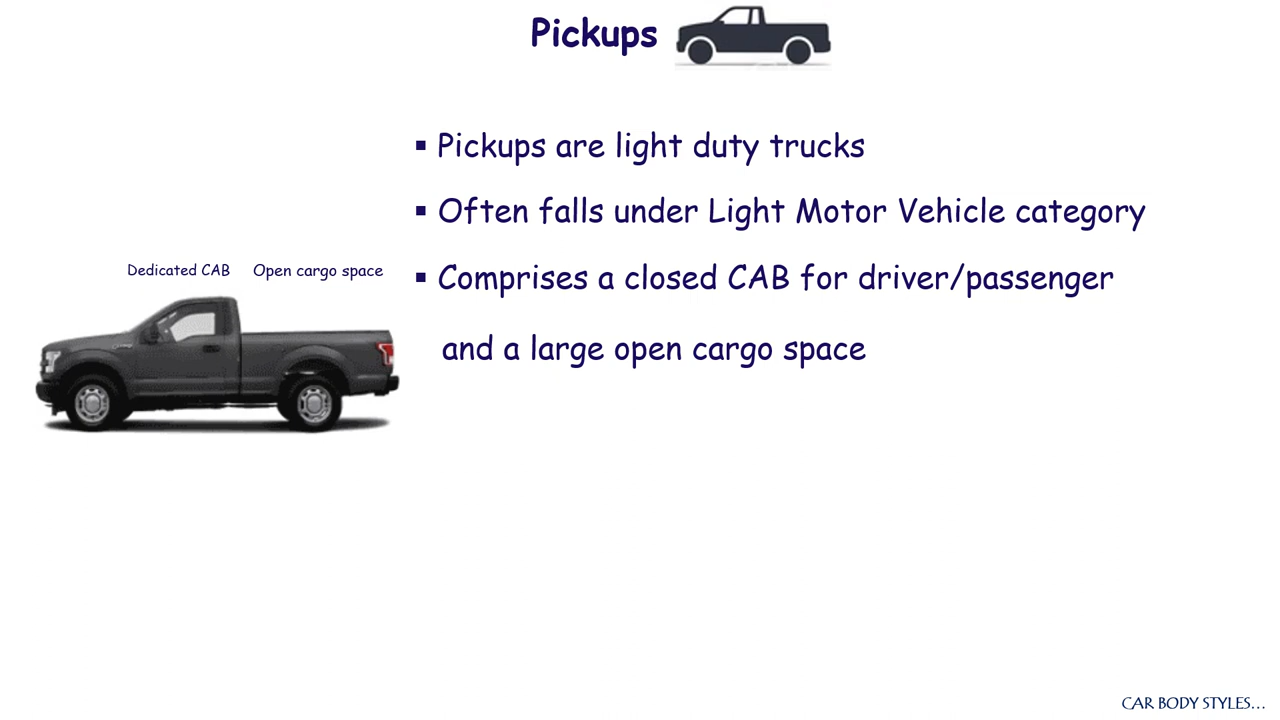 Pickups
▪ Pickups are light duty trucks
▪ Often falls under Light Motor Vehicle category
Dedicated CAB Open cargo space
▪ Comprises a closed CAB for driver/passenger
and a large open cargo space
CAR BODY STYLES...